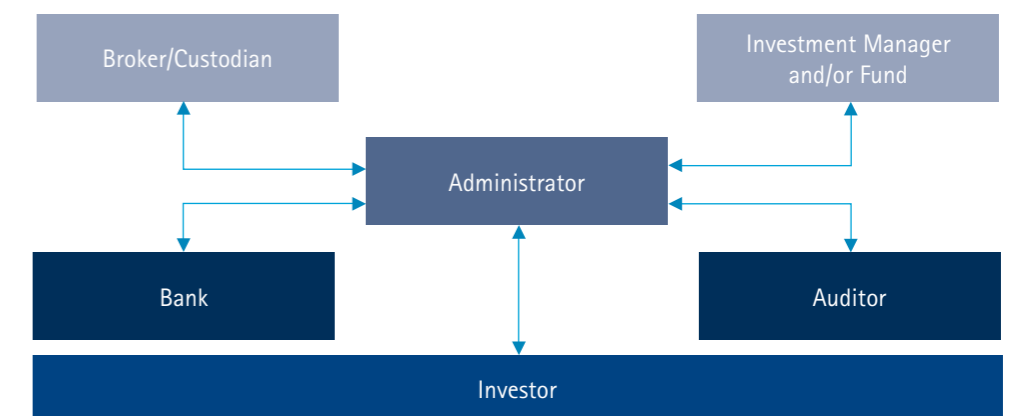 Broker/Custodian
Investment Manager
and/or Fund
Administrator
Bank
Auditor
Investor